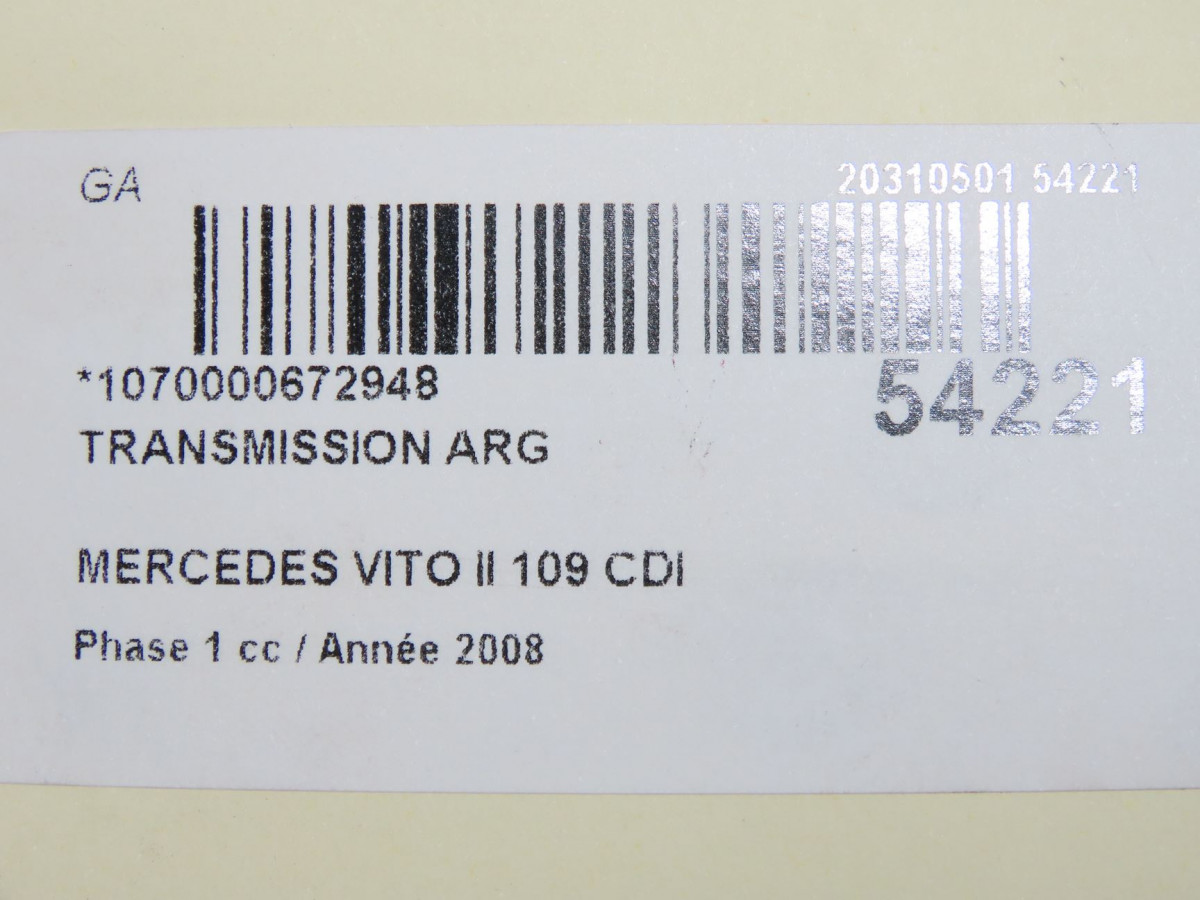 GA
20310501 54221
*1070000672948
54221
TRANSMISSION ARG
MERCEDES VITO II 109 CDI
Phase 1 cc / Année 2008